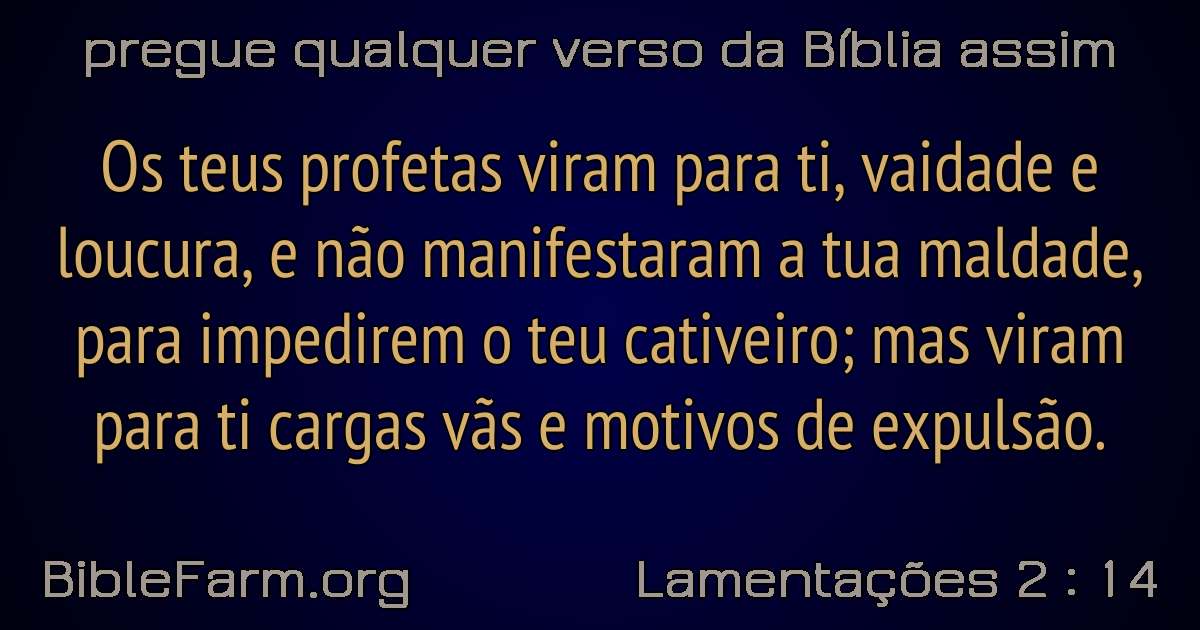 pregue qualquer verso da Bíblia assim
Os teus profetas viram para ti, vaidade e
loucura, e não manifestaram a tua maldade,
para impedirem o teu cativeiro; mas viram
para ti cargas vãs e motivos de expulsão.
BibleFarm.org
Lamentações 2 : 14